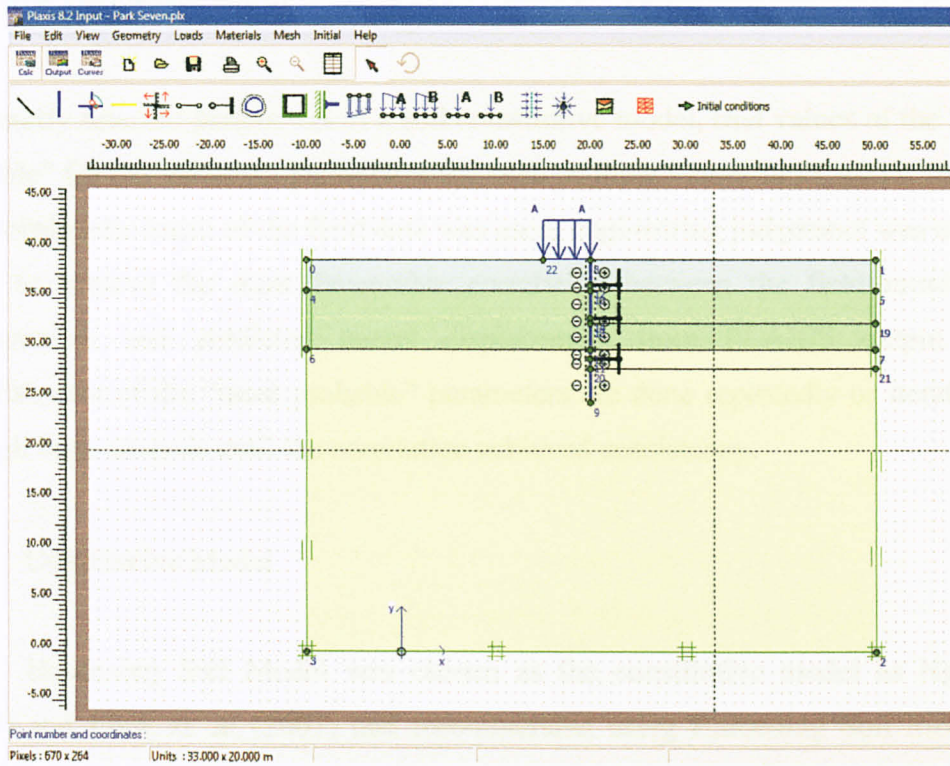 Plaxis 8.2 Input - Park Seven.plx
File Edit View Geometry Loads Materials Mesh Initial Help
Calc Output Curves
A B A B Initial conditions
-30.00 -25.00 -20.00 -15.00 -10.00 -5.00 0.00 5.00 10.00 15.00 20.00 25.00 30.00 35.00 40.00 45.00 50.00 55.00
45.00
A A
40.00
0 22 8 1
35.00
4 5
19
30.00
6 7
21
25.00
9
20.00
15.00
10.00
5.00
y
0.00
x
3 2
-5.00
Point number and coordinates :
Pixels : 670 x 264 Units : 33.000 x 20.000 m